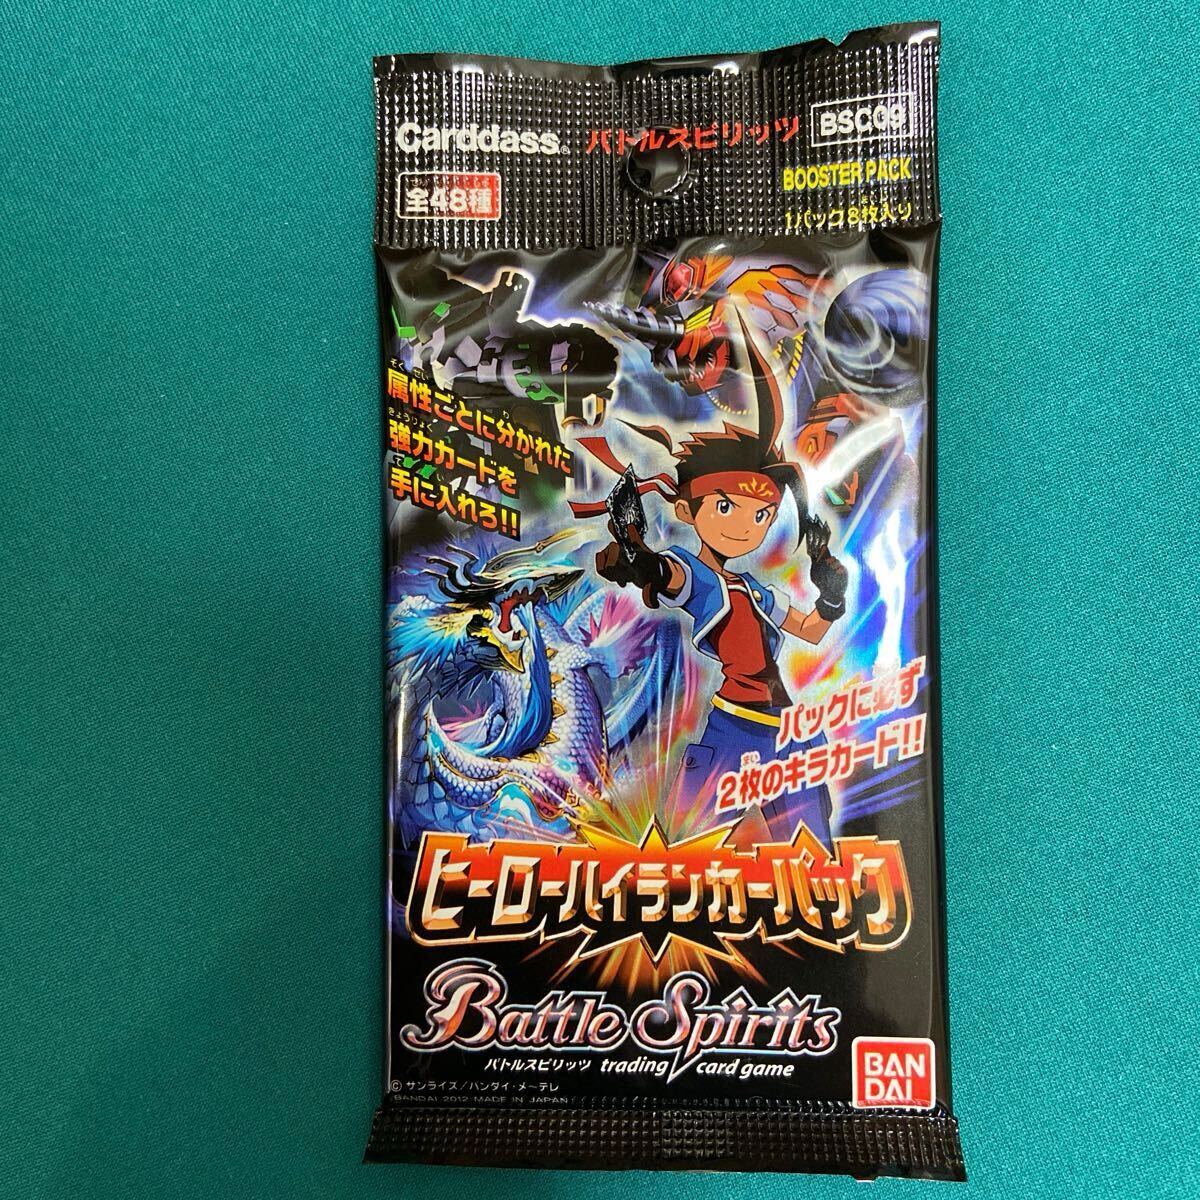 Carddass®
バトルスピリッツ
BSC09
全48種
BOOSTER PACK
1パック8枚入り
属性ごとに分かれた
強力カードを
手に入れろ!!
パックに必ず
2枚のキラカード!!
ヒーローハイランカーパック
Battle Spirits
バトルスピリッツ trading card game
© サンライズ/バンダイ・メ~テレ
BANDAI 2012 MADE IN JAPAN
BAN
DAI